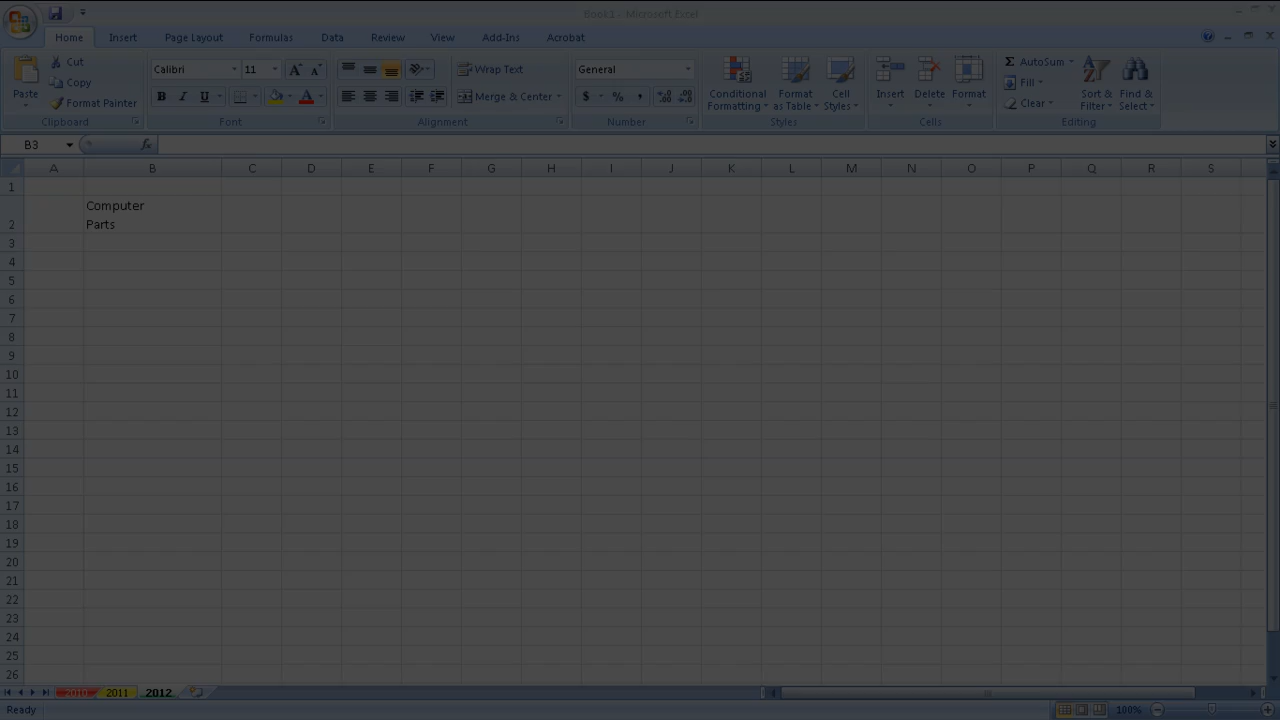 Book1 - Microsoft Excel
Home Insert Page Layout Formulas Data Review View Add-Ins Acrobat
Paste
Cut
Copy
Format Painter
Clipboard
Calibri 11
B I U
Font
Wrap Text
Merge & Center
Alignment
General
$ % ,
Number
Conditional Formatting
Format as Table
Cell Styles
Styles
Insert Delete Format
Cells
Σ AutoSum
Fill
Clear
Sort & Filter
Find & Select
Editing
B3 fx
A B C D E F G H I J K L M N O P Q R S
1
Computer
2 Parts
3
4
5
6
7
8
9
10
11
12
13
14
15
16
17
18
19
20
21
22
23
24
25
26
2010 2011 2012
Ready 100%